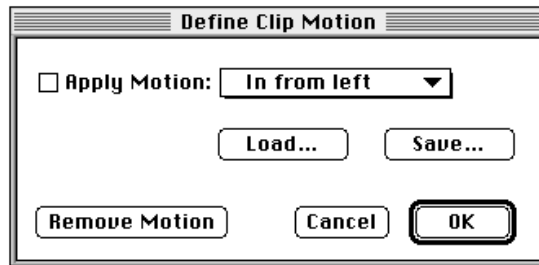 Define Clip Motion
Apply Motion: In from left
Load... Save...
Remove Motion Cancel OK